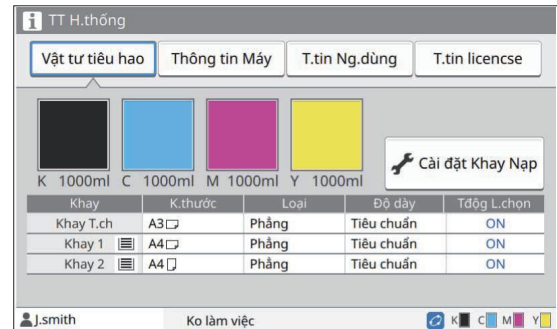 TT H.thống
Vật tư tiêu hao Thông tin Máy T.tin Ng.dùng T.tin licencse
K 1000ml C 1000ml M 1000ml Y 1000ml
Cài đặt Khay Nạp
Khay K.thước Loại Độ dày Tđộg L.chọn
Khay T.ch A3 Phẳng Tiêu chuẩn ON
Khay 1 A4 Phẳng Tiêu chuẩn ON
Khay 2 A4 Phẳng Tiêu chuẩn ON
J.smith Ko làm việc K C M Y